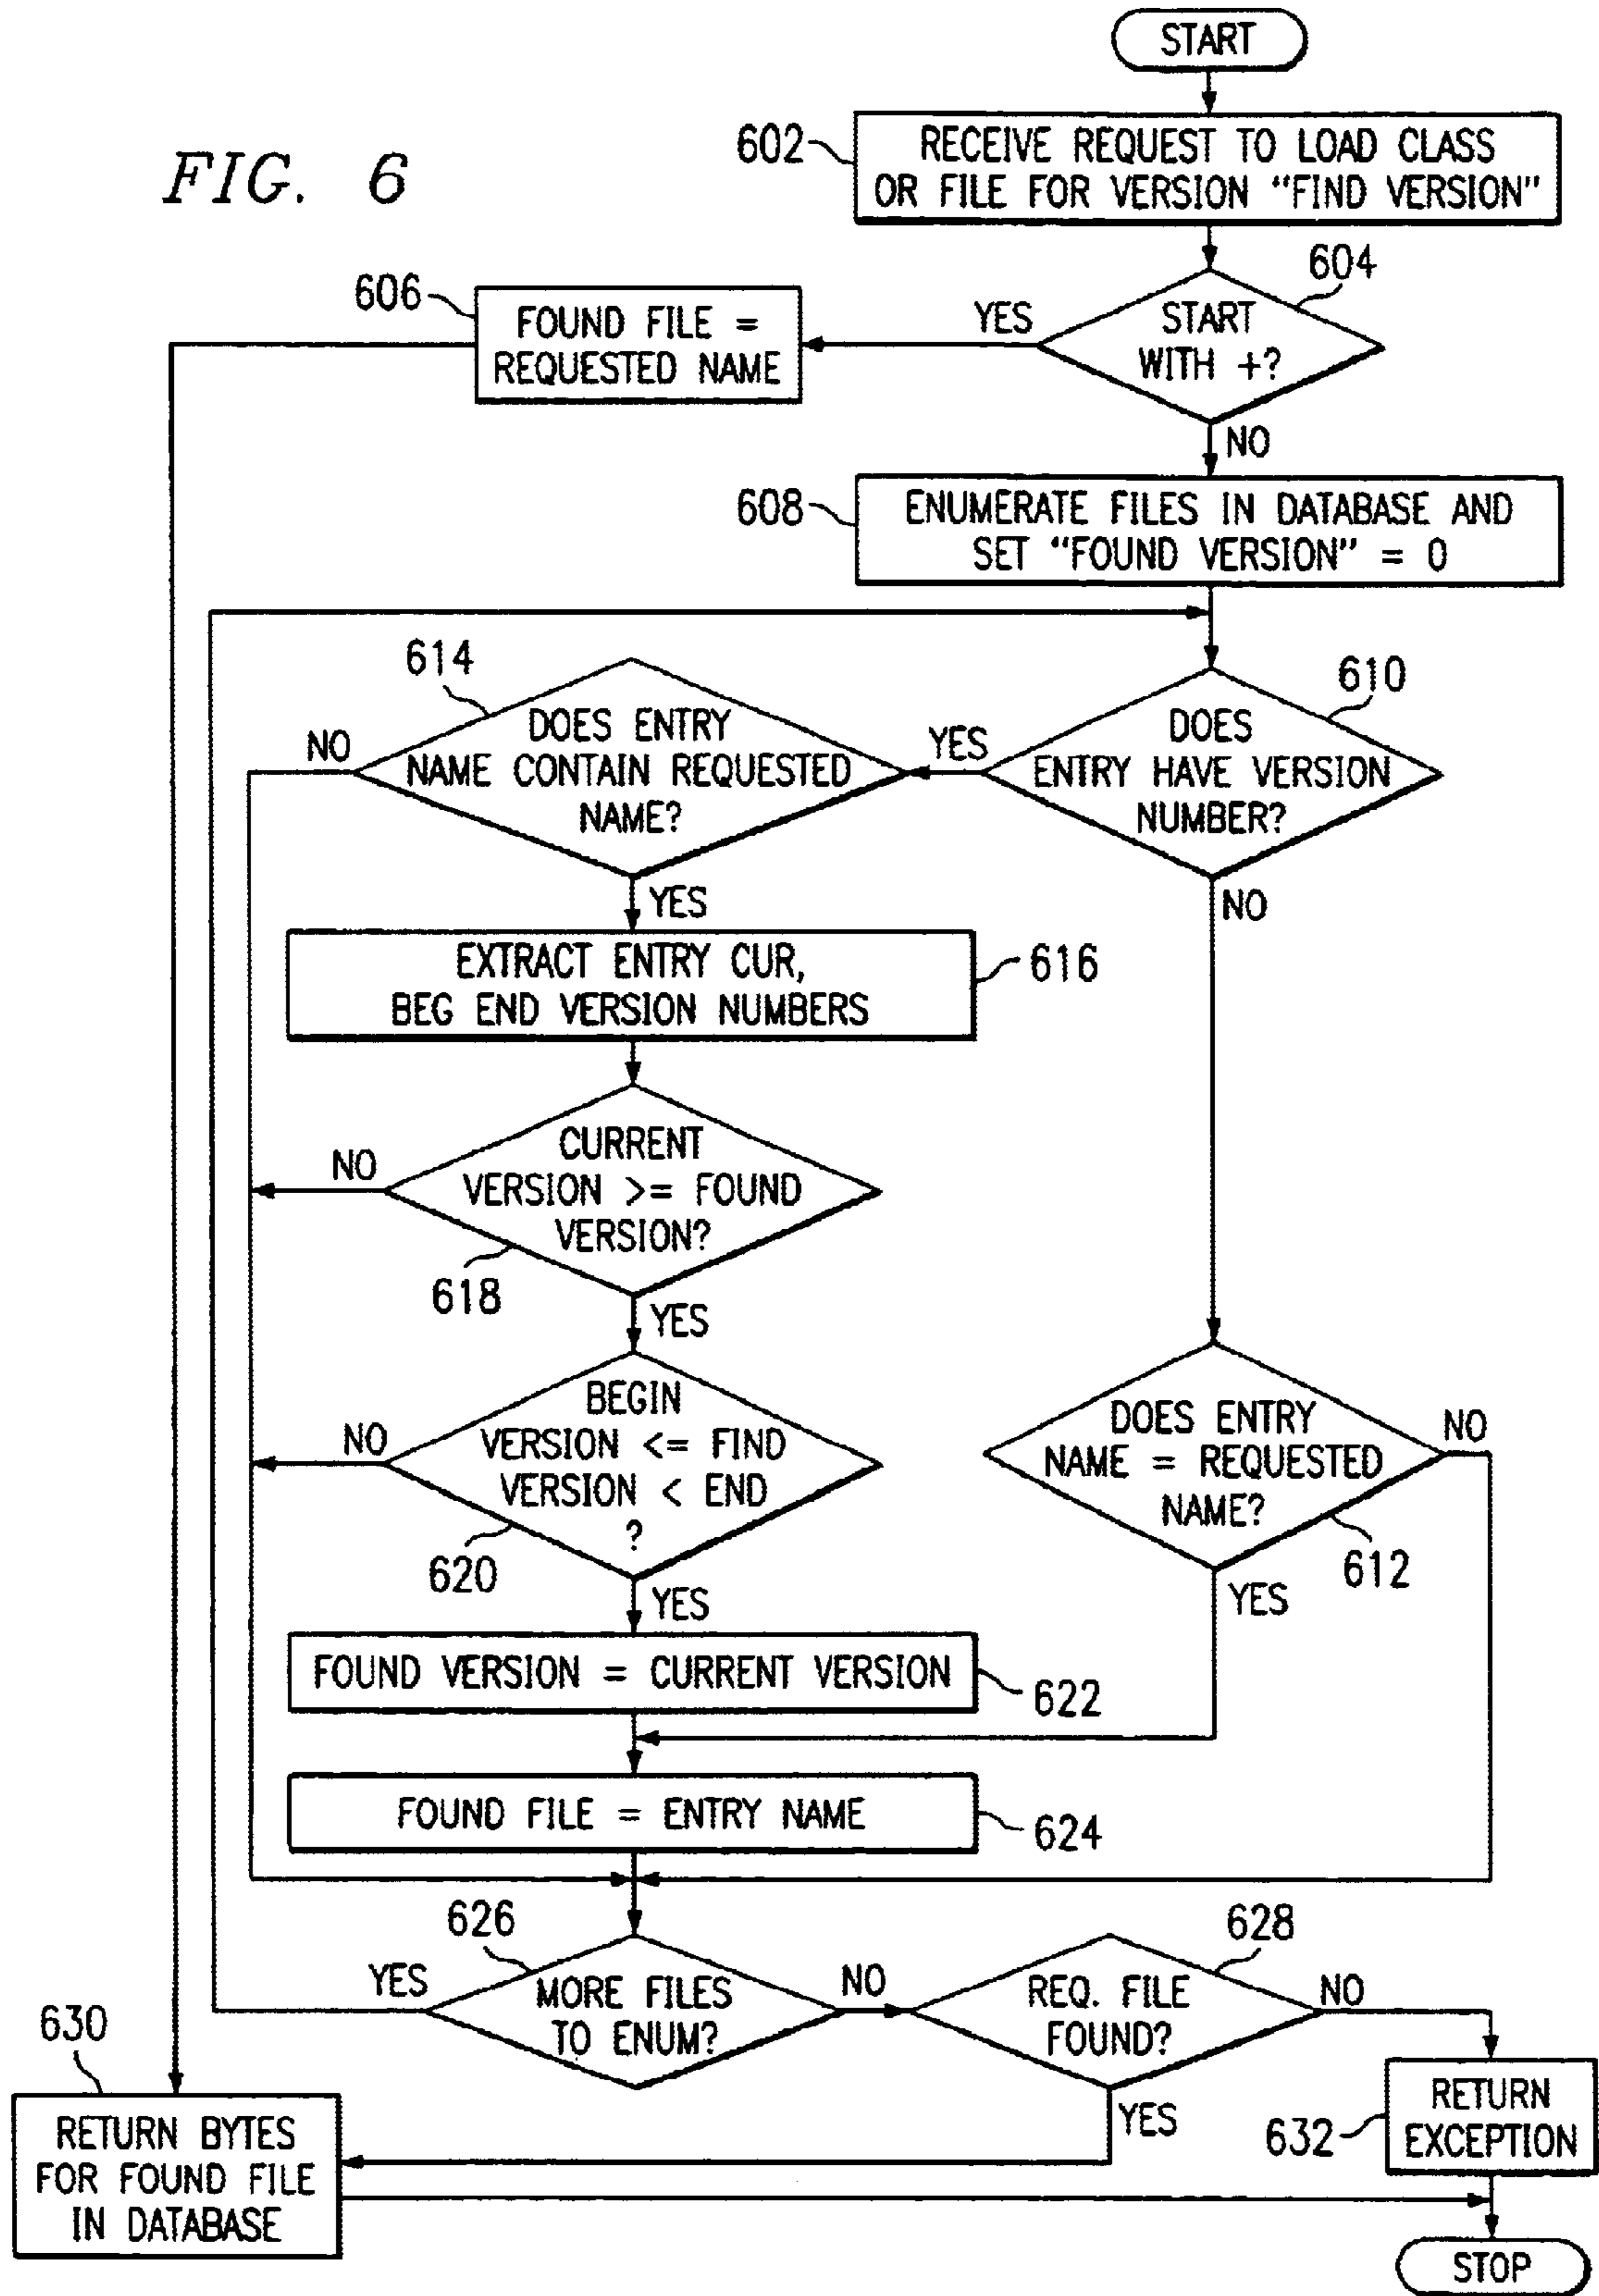 FIG. 6
START
602
RECEIVE REQUEST TO LOAD CLASS
OR FILE FOR VERSION “FIND VERSION”
604
START
WITH +?
YES
NO
606
FOUND FILE =
REQUESTED NAME
608
ENUMERATE FILES IN DATABASE AND
SET “FOUND VERSION” = 0
610
DOES
ENTRY HAVE VERSION
NUMBER?
YES
NO
614
DOES ENTRY
NAME CONTAIN REQUESTED
NAME?
NO
YES
EXTRACT ENTRY CUR,
BEG END VERSION NUMBERS
616
CURRENT
VERSION >= FOUND
VERSION?
NO
618
YES
BEGIN
VERSION <= FIND
VERSION < END
?
NO
620
YES
DOES ENTRY
NAME = REQUESTED
NAME?
NO
612
YES
FOUND VERSION = CURRENT VERSION
622
FOUND FILE = ENTRY NAME
624
626
MORE FILES
TO ENUM?
YES
NO
628
REQ. FILE
FOUND?
NO
YES
630
RETURN BYTES
FOR FOUND FILE
IN DATABASE
632
RETURN
EXCEPTION
STOP